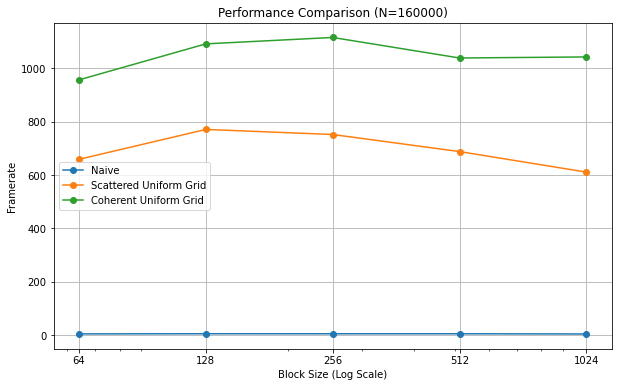 Performance Comparison (N=160000)
Framerate
1000
800
600
400
200
0
Naive
Scattered Uniform Grid
Coherent Uniform Grid
64
128
256
512
1024
Block Size (Log Scale)